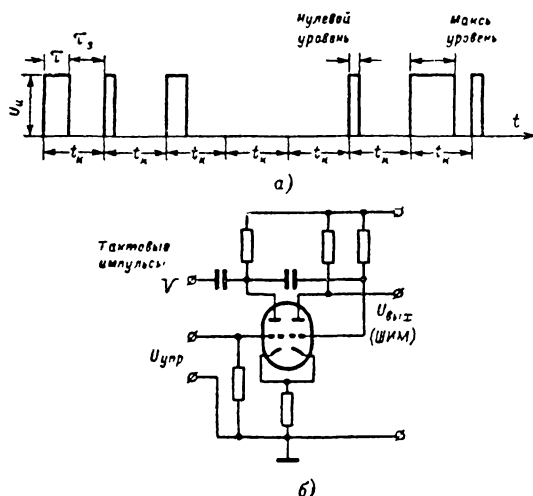 Нулевой уровень
Макс. уровень
τ τз
Uи
t
tк tк tк tк tк tк tк
а)
Тактовые импульсы
Uвых (ШИМ)
Uупр
б)